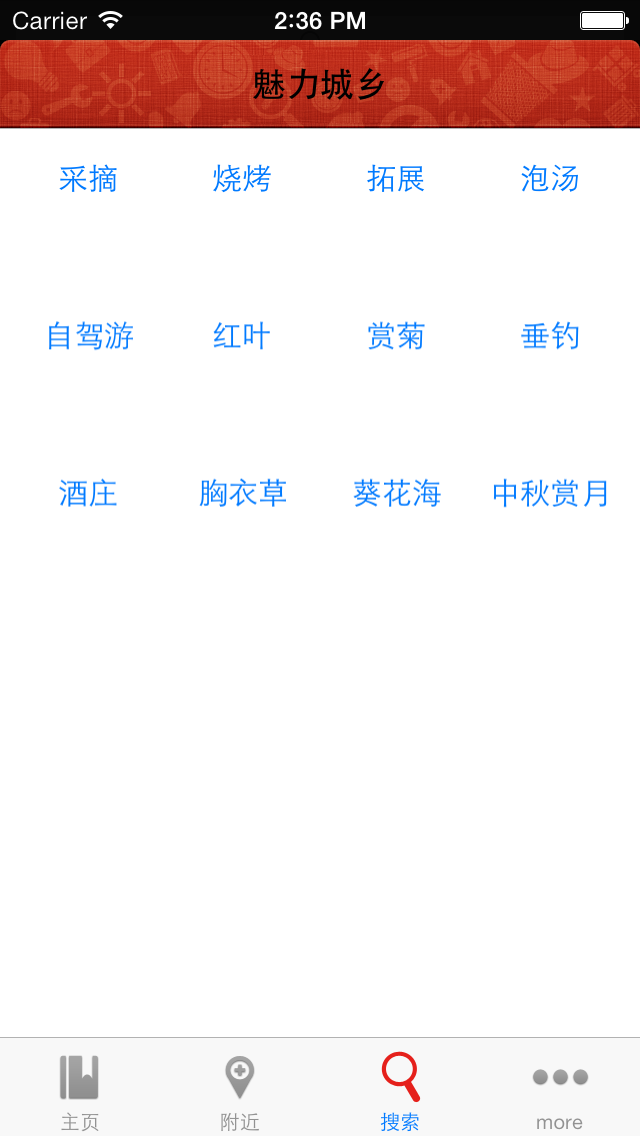 Carrier 2:36 PM
魅力城乡
采摘 烧烤 拓展 泡汤
自驾游 红叶 赏菊 垂钓
酒庄 胸衣草 葵花海 中秋赏月
主页 附近 搜索 more